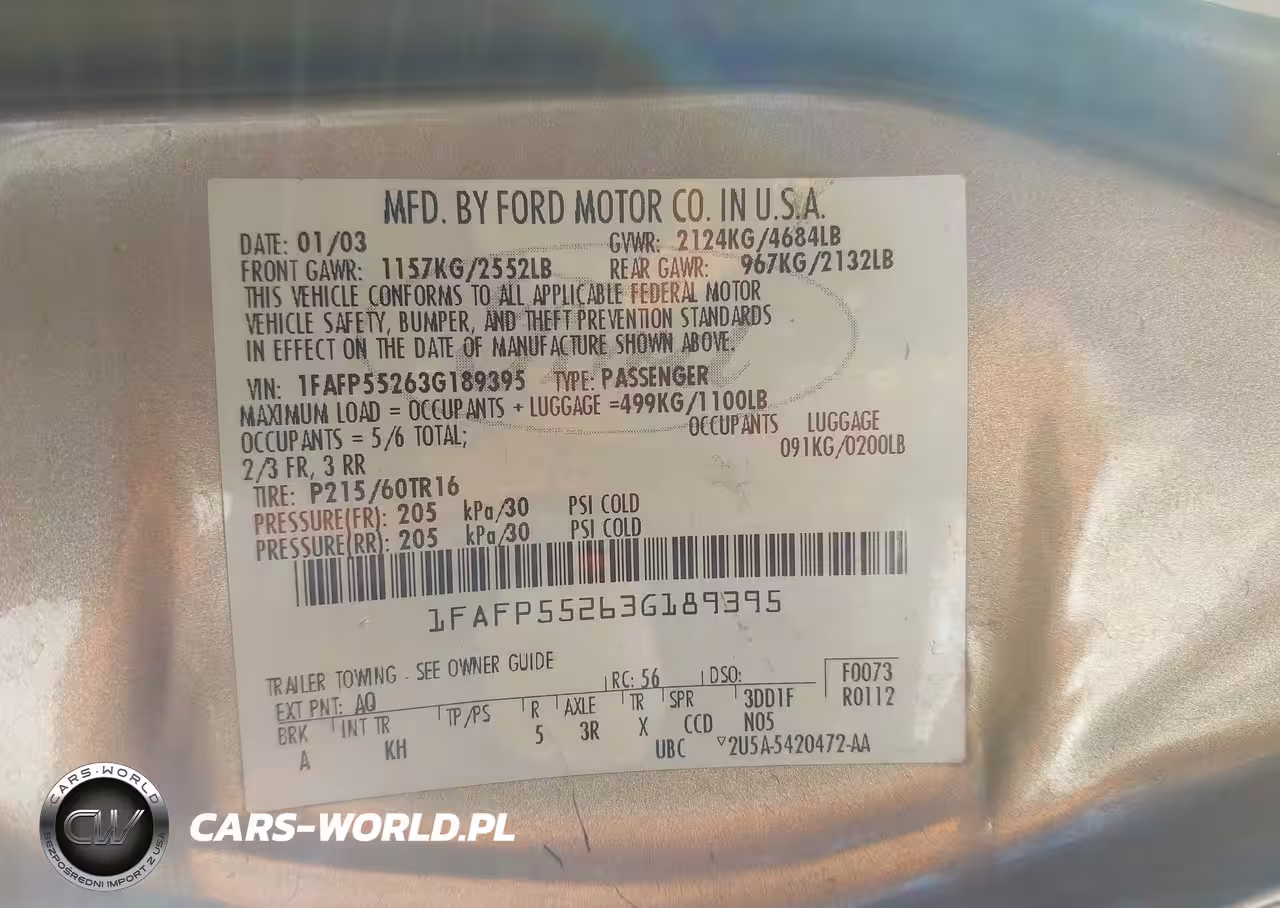 MFD. BY FORD MOTOR CO. IN U.S.A.
DATE: 01/03 GVWR: 2124KG/4684LB
FRONT GAWR: 1157KG/2552LB REAR GAWR: 967KG/2132LB
THIS VEHICLE CONFORMS TO ALL APPLICABLE FEDERAL MOTOR
VEHICLE SAFETY, BUMPER, AND THEFT PREVENTION STANDARDS
IN EFFECT ON THE DATE OF MANUFACTURE SHOWN ABOVE.
VIN: 1FAFP55263G189395 TYPE: PASSENGER
MAXIMUM LOAD = OCCUPANTS + LUGGAGE =499KG/1100LB
OCCUPANTS = 5/6 TOTAL; OCCUPANTS LUGGAGE
2/3 FR, 3 RR 091KG/0200LB
TIRE: P215/60TR16
PRESSURE(FR): 205 kPa/30 PSI COLD
PRESSURE(RR): 205 kPa/30 PSI COLD
1FAFP55263G189395
TRAILER TOWING - SEE OWNER GUIDE
EXT PNT: AQ RC: 56 DSO: F0073
BRK INT TR TP/PS R AXLE TR SPR 3DD1F R0112
A KH 5 3R X CCD N05
UBC ▽2U5A-5420472-AA
CARS-WORLD
CW
BEZPOŚREDNI IMPORT Z USA
CARS-WORLD.PL